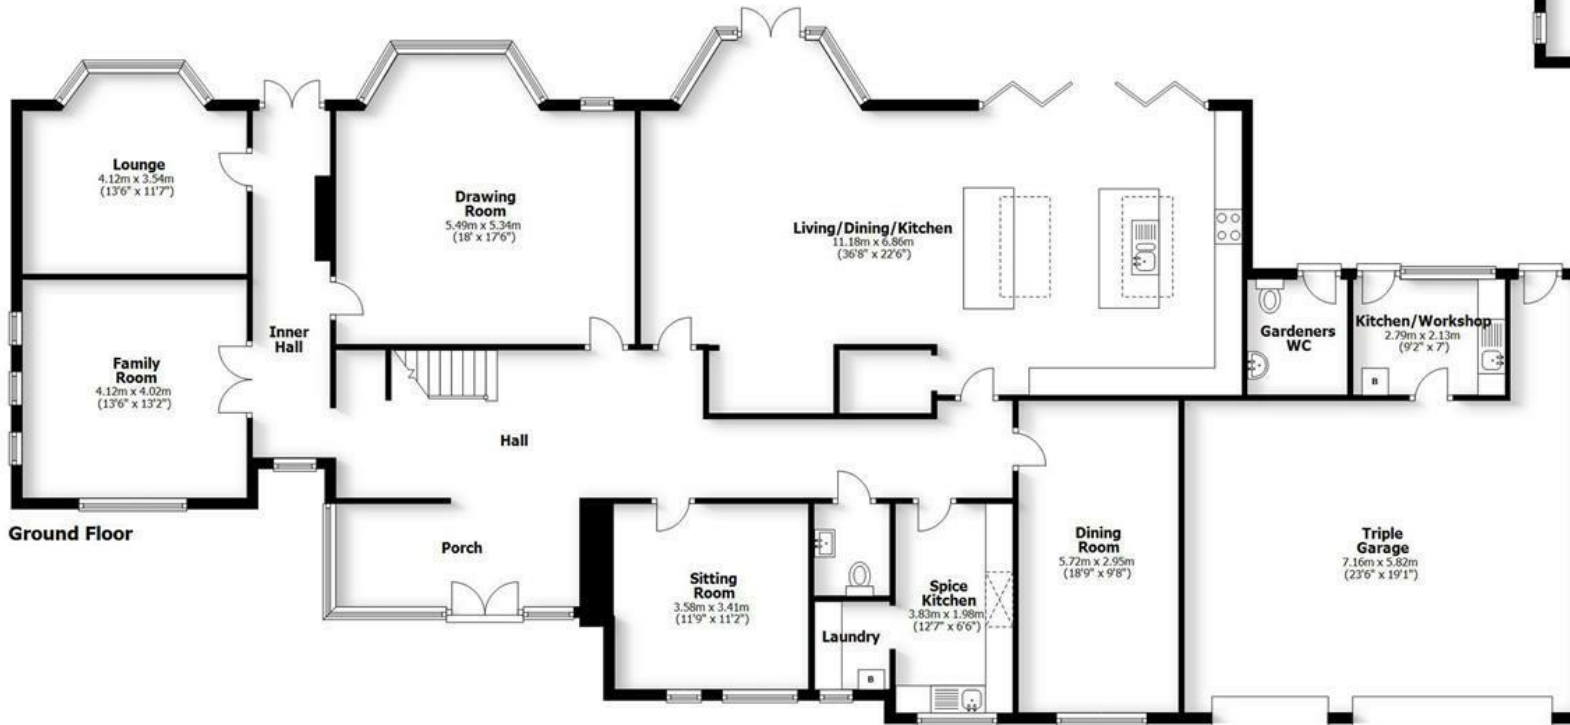 Lounge
4.12m x 3.54m
(13'6" x 11'7")
Drawing
Room
5.49m x 5.34m
(18' x 17'6")
Living/Dining/Kitchen
11.18m x 6.86m
(36'8" x 22'6")
Inner
Hall
Family
Room
4.12m x 4.02m
(13'6" x 13'2")
Gardeners
WC
Kitchen/Workshop
2.79m x 2.13m
(9'2" x 7')
B
Hall
Ground Floor
Porch
Sitting
Room
3.58m x 3.41m
(11'9" x 11'2")
Laundry
B
Spice
Kitchen
3.83m x 1.98m
(12'7" x 6'6")
Dining
Room
5.72m x 2.95m
(18'9" x 9'8")
Triple
Garage
7.16m x 5.82m
(23'6" x 19'1")